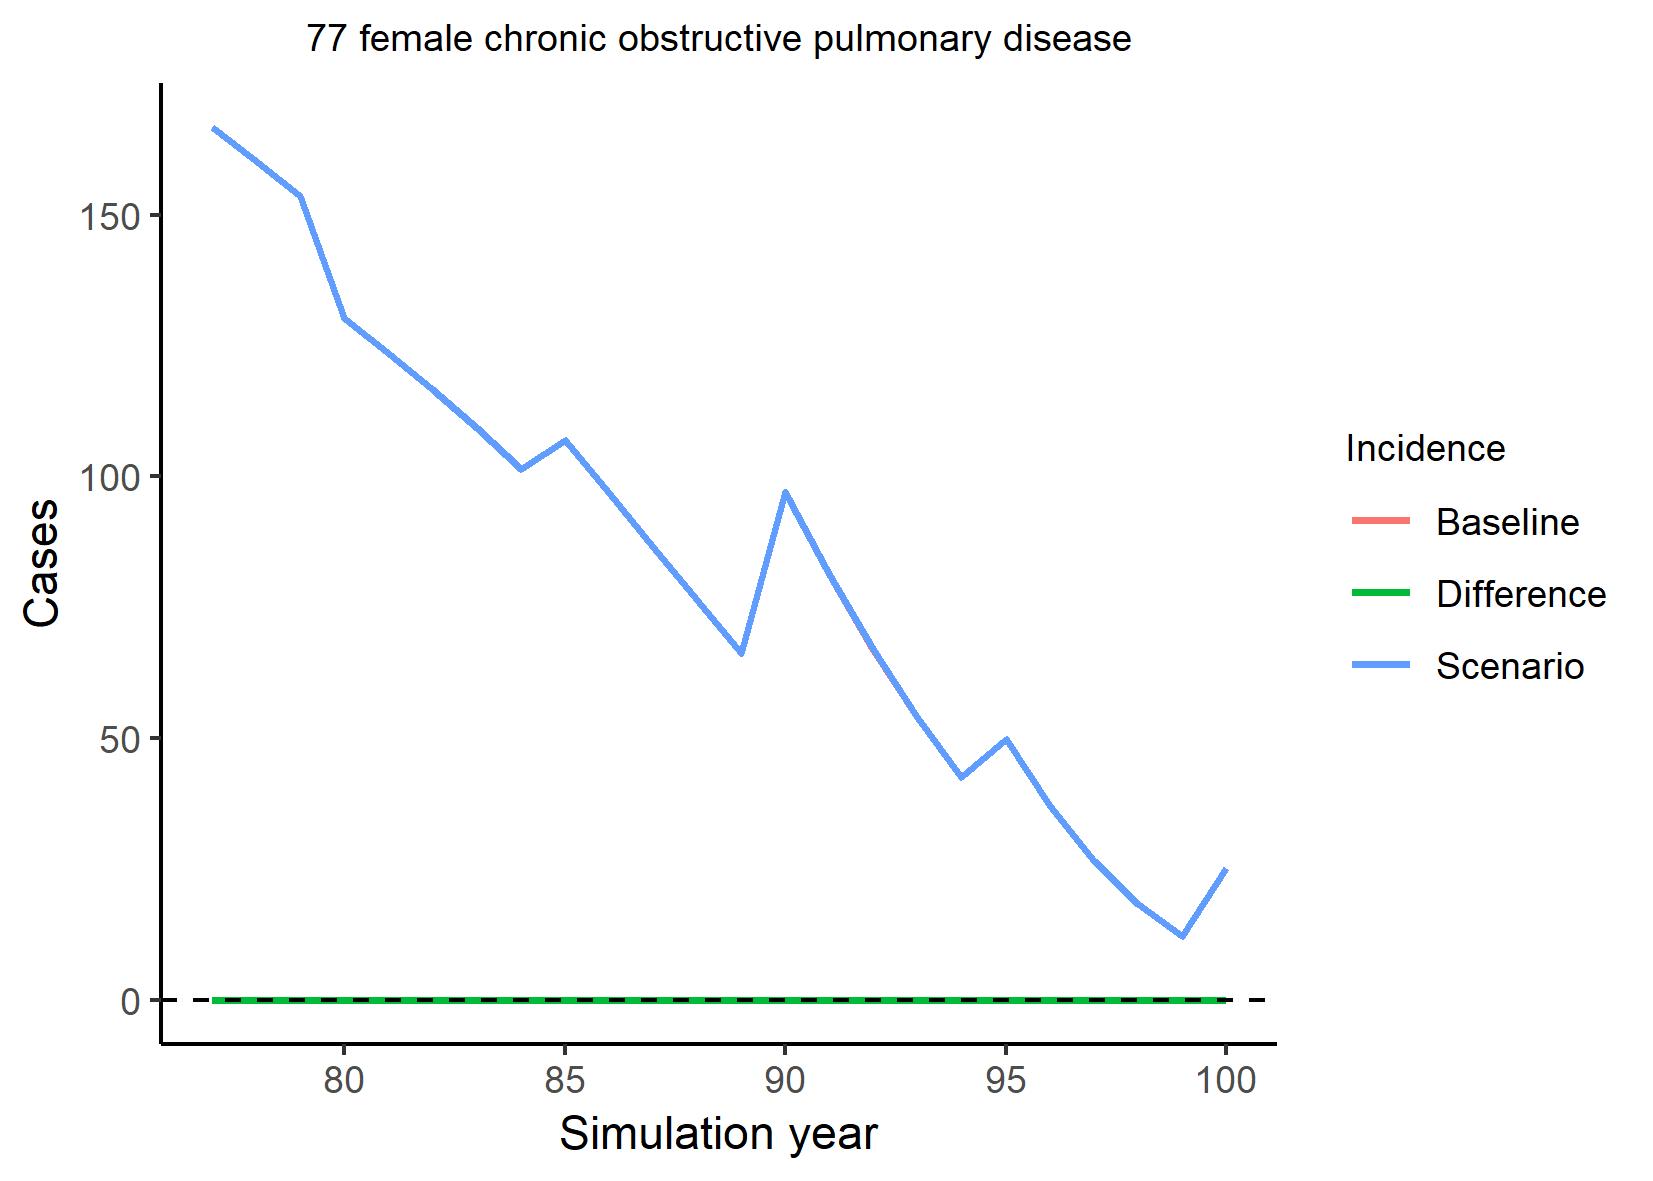 77 female chronic obstructive pulmonary disease
Cases
150
100
50
0
80 85 90 95 100
Simulation year
Incidence
Baseline
Difference
Scenario